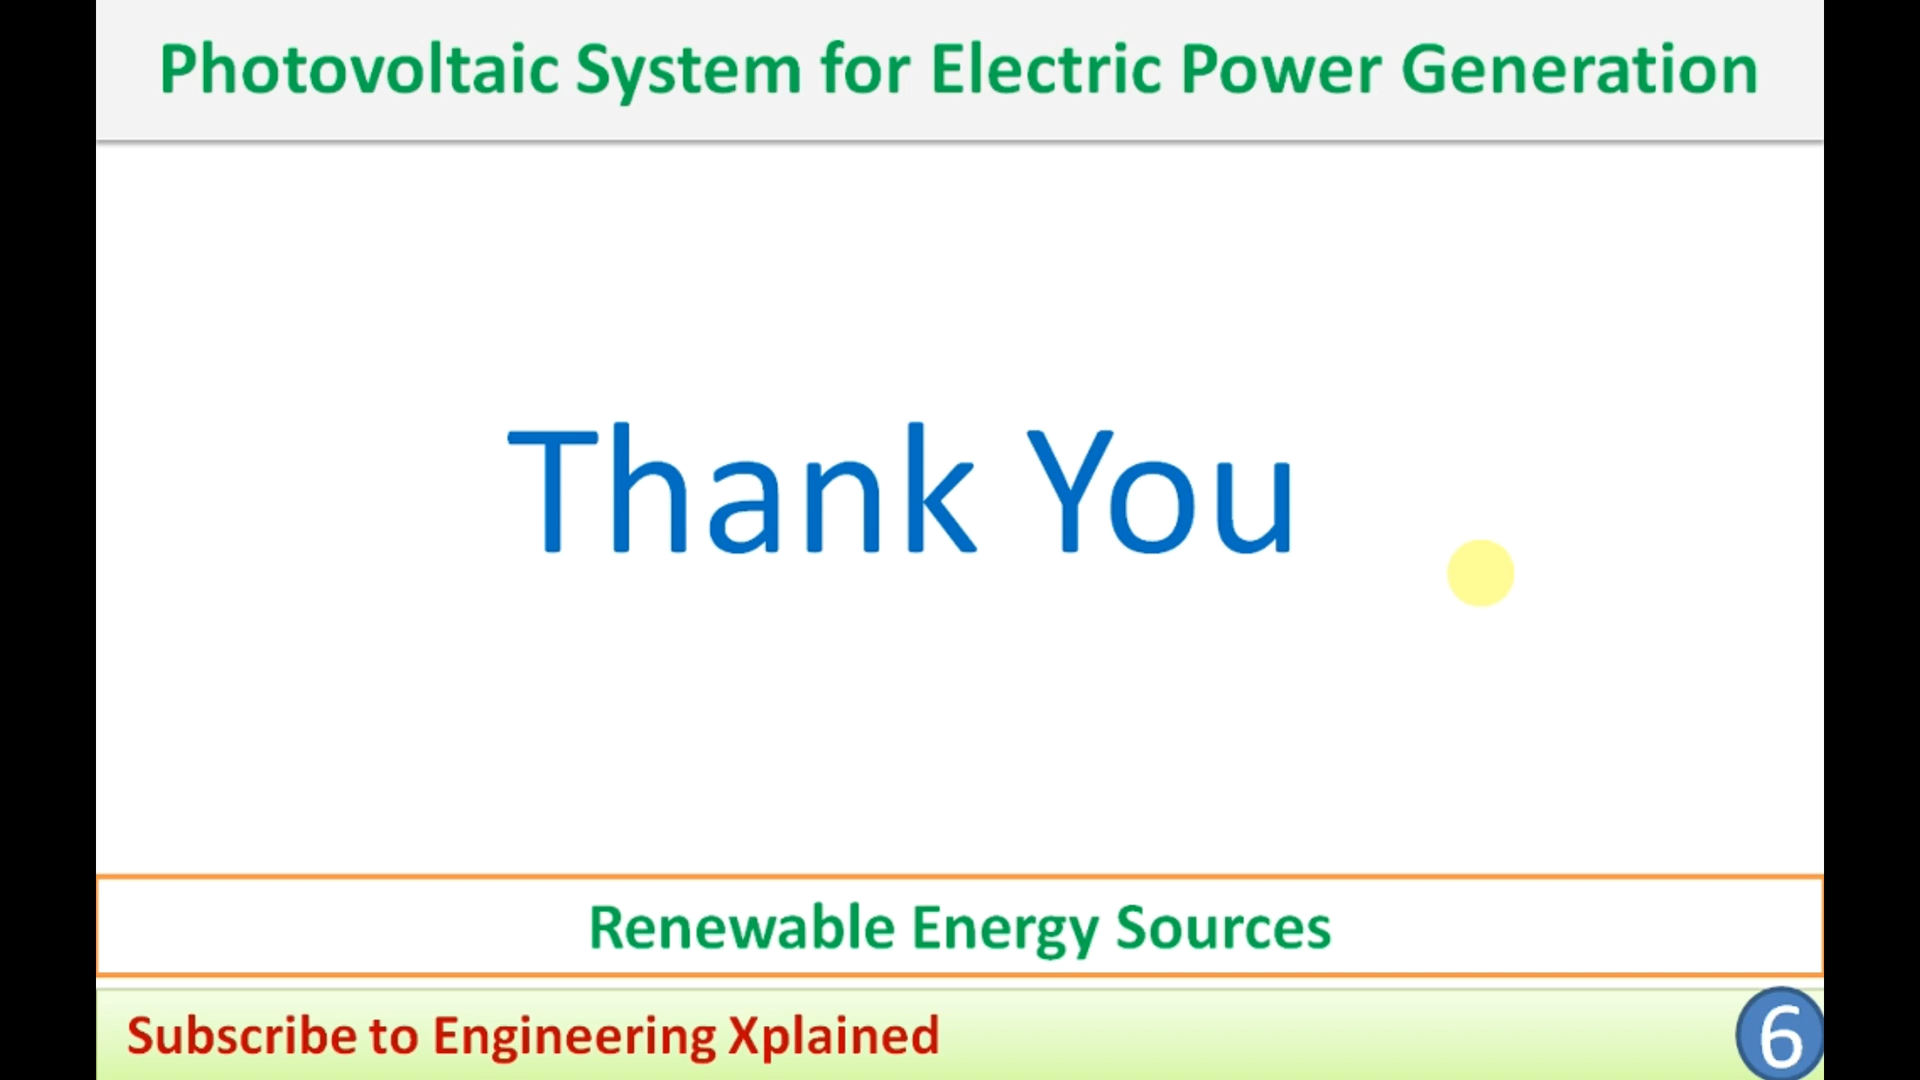 Photovoltaic System for Electric Power Generation
Thank You
Renewable Energy Sources
Subscribe to Engineering Xplained
6